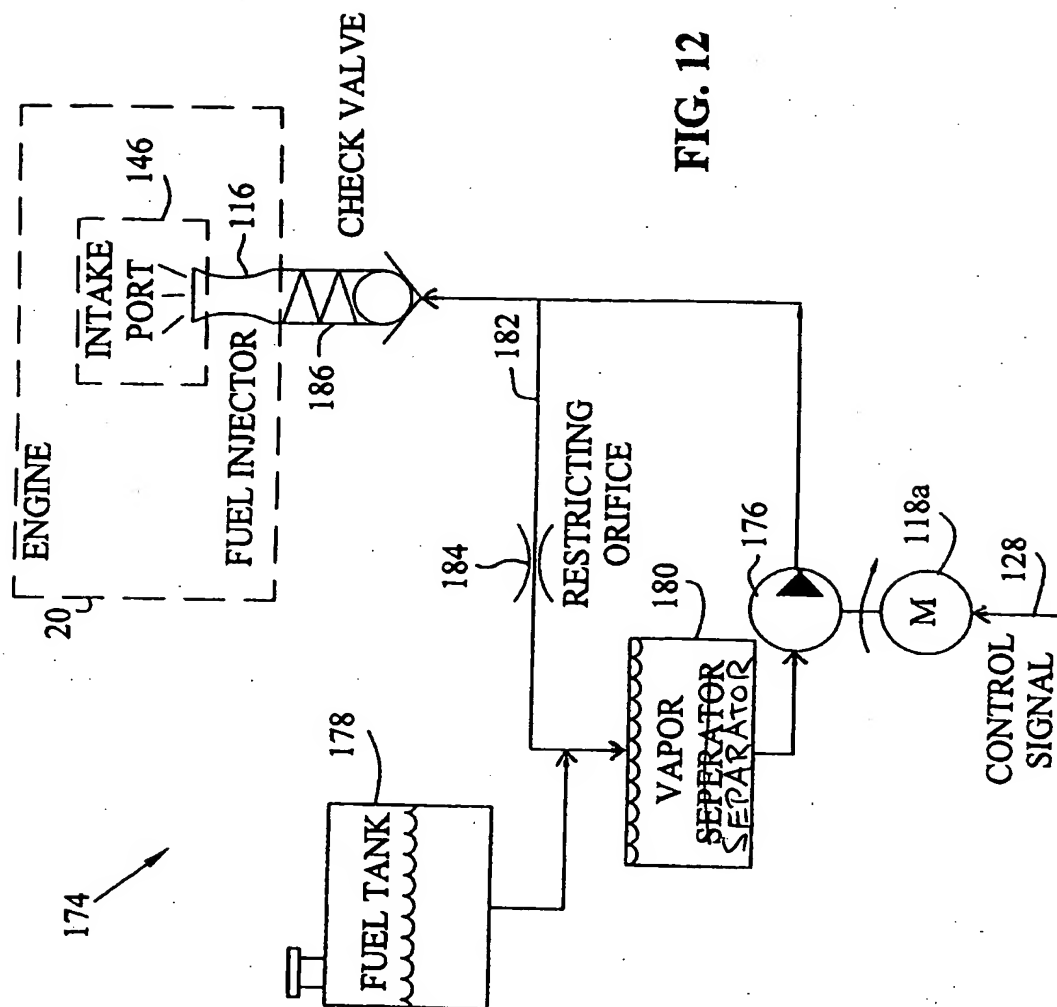 174
FUEL TANK
178
VAPOR
SEPERATOR
SEPARATOR
180
184
RESTRICTING
ORIFICE
182
176
M
118a
CONTROL
SIGNAL
128
20
ENGINE
INTAKE
PORT
146
116
FUEL INJECTOR
186
CHECK VALVE
FIG. 12